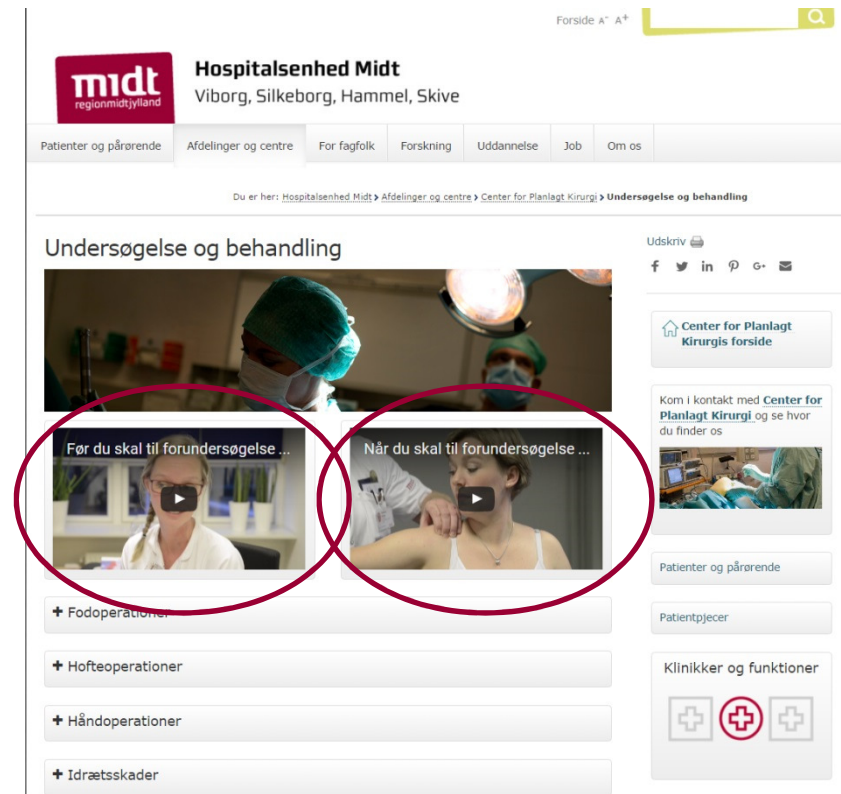 Forside A- A+
midt
regionmidtjylland
Hospitalsenhed Midt
Viborg, Silkeborg, Hammel, Skive
Patienter og pårørende Afdelinger og centre For fagfolk Forskning Uddannelse Job Om os
Du er her: Hospitalsenhed Midt › Afdelinger og centre › Center for Planlagt Kirurgi › Undersøgelse og behandling
Undersøgelse og behandling
Før du skal til forundersøgelse ...
Når du skal til forundersøgelse ...
+ Fodoperationer
+ Hofteoperationer
+ Håndoperationer
+ Idrætsskader
Udskriv
f in G+
Center for Planlagt
Kirurgis forside
Kom i kontakt med Center for
Planlagt Kirurgi og se hvor
du finder os
Patienter og pårørende
Patientpjecer
Klinikker og funktioner